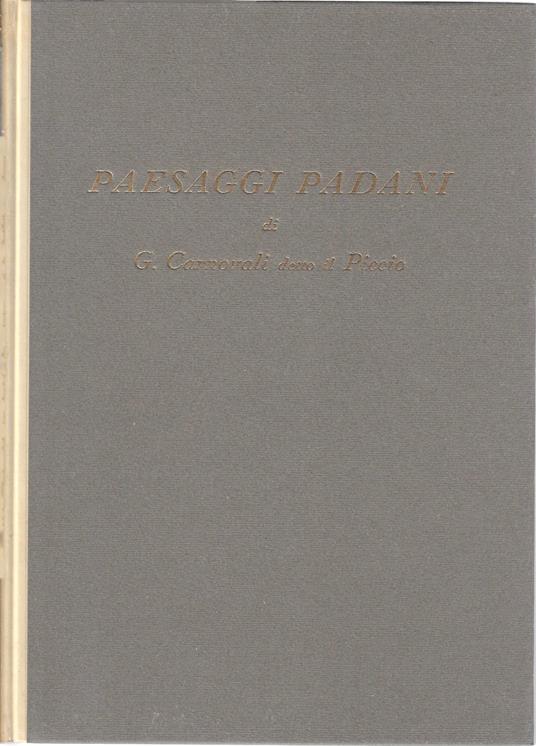 PAESAGGI PADANI
di
G. Carnovali detto il Piccio